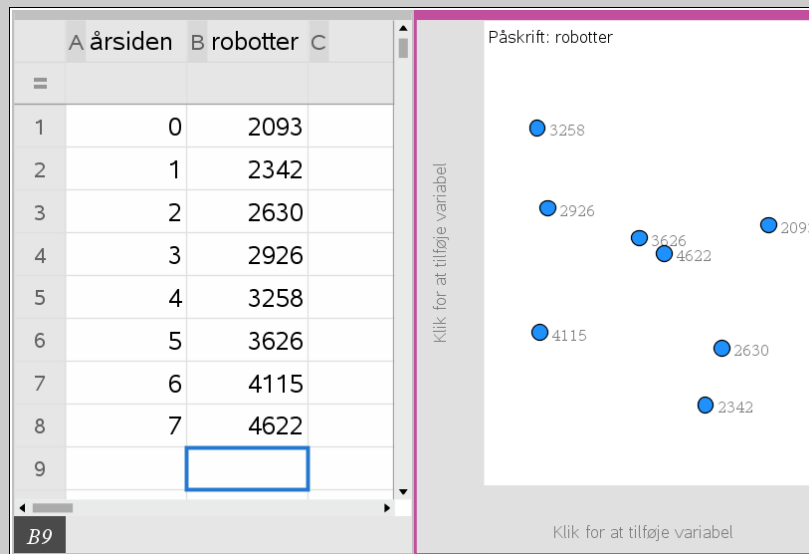 A årsiden B robotter C
=
1 0 2093
2 1 2342
3 2 2630
4 3 2926
5 4 3258
6 5 3626
7 6 4115
8 7 4622
9
B9
Påskrift: robotter
3258
2926
2093
3626
4622
4115
2630
2342
Klik for at tilføje variabel
Klik for at tilføje variabel